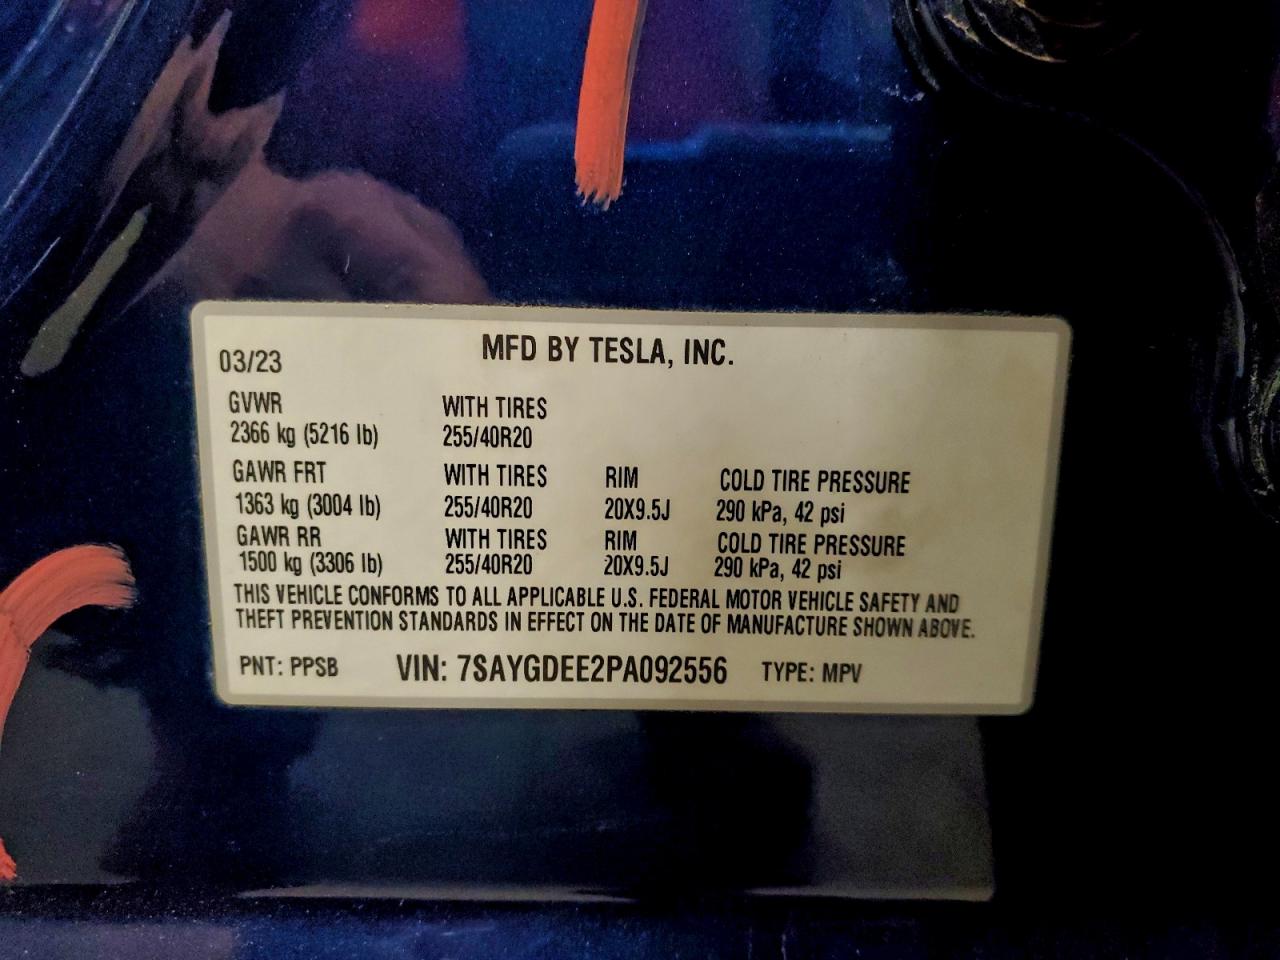 MFD BY TESLA, INC.
03/23
GVWR WITH TIRES
2366 kg (5216 lb) 255/40R20
GAWR FRT WITH TIRES RIM COLD TIRE PRESSURE
1363 kg (3004 lb) 255/40R20 20X9.5J 290 kPa, 42 psi
GAWR RR WITH TIRES RIM COLD TIRE PRESSURE
1500 kg (3306 lb) 255/40R20 20X9.5J 290 kPa, 42 psi
THIS VEHICLE CONFORMS TO ALL APPLICABLE U.S. FEDERAL MOTOR VEHICLE SAFETY AND
THEFT PREVENTION STANDARDS IN EFFECT ON THE DATE OF MANUFACTURE SHOWN ABOVE.
PNT: PPSB VIN: 7SAYGDEE2PA092556 TYPE: MPV